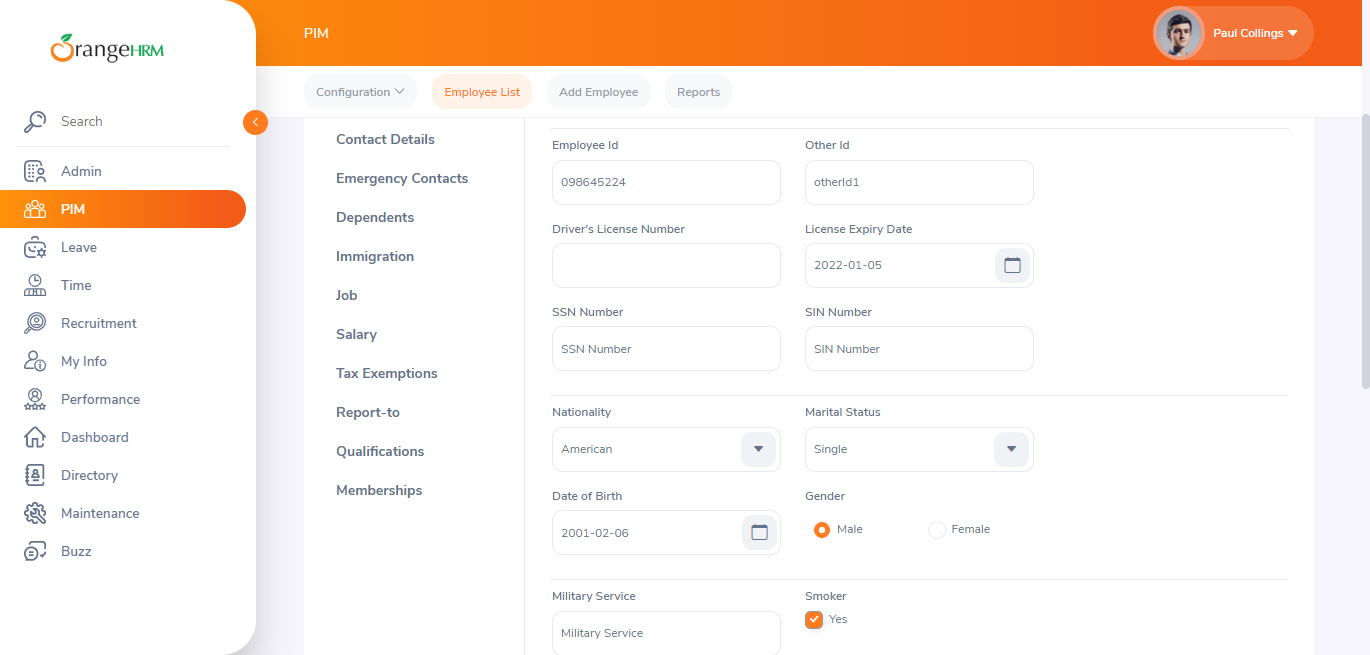 OrangeHRM
Search
Admin
PIM
Leave
Time
Recruitment
My Info
Performance
Dashboard
Directory
Maintenance
Buzz
PIM
Paul Collings
Configuration
Employee List
Add Employee
Reports
Contact Details
Emergency Contacts
Dependents
Immigration
Job
Salary
Tax Exemptions
Report-to
Qualifications
Memberships
Employee Id
Other Id
098645224
otherId1
Driver's License Number
License Expiry Date
2022-01-05
SSN Number
SIN Number
SSN Number
SIN Number
Nationality
Marital Status
American
Single
Date of Birth
Gender
2001-02-06
Male
Female
Military Service
Smoker
Yes
Military Service